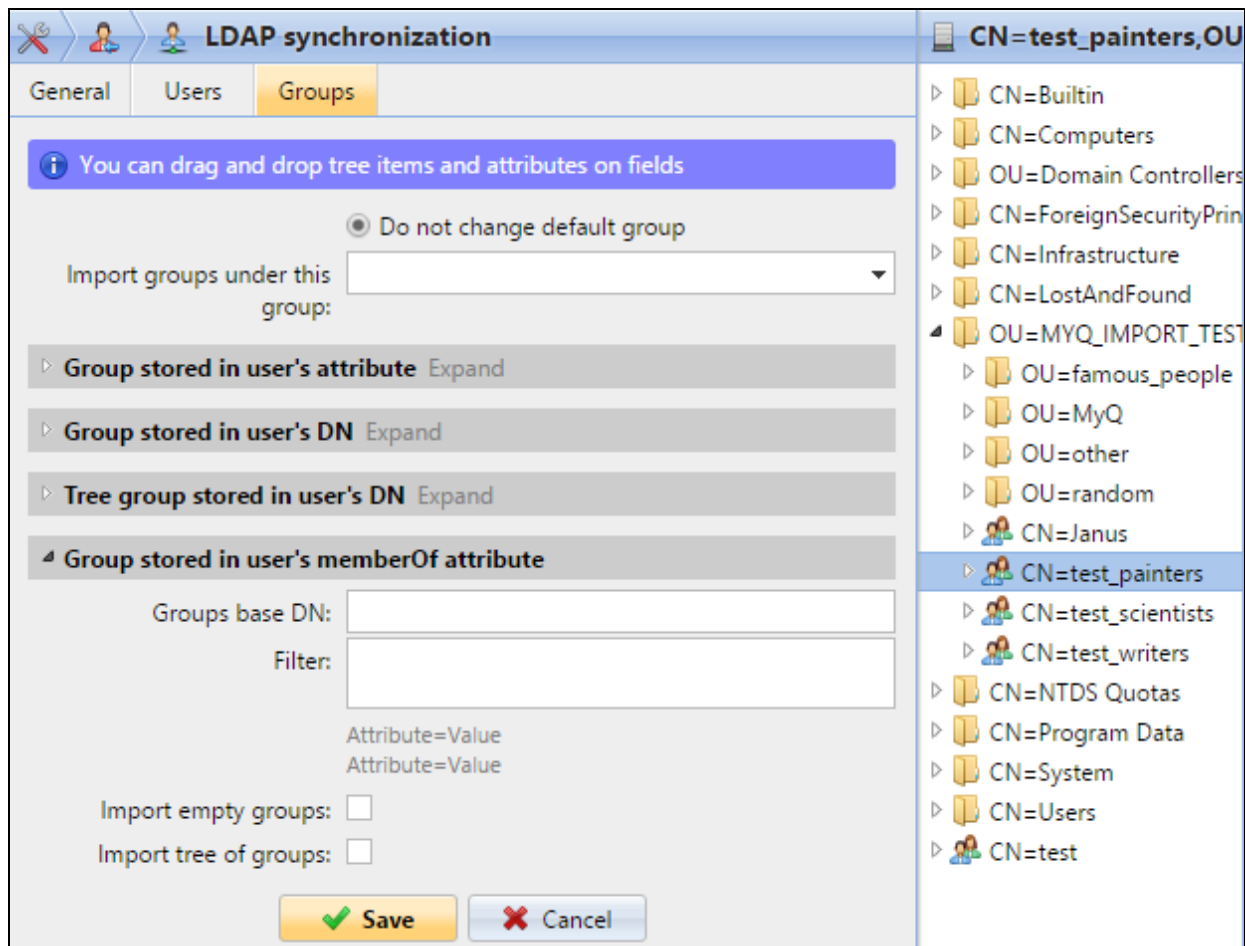 LDAP synchronization
General Users Groups
You can drag and drop tree items and attributes on fields
Do not change default group
Import groups under this
group:
Group stored in user's attribute Expand
Group stored in user's DN Expand
Tree group stored in user's DN Expand
Group stored in user's memberOf attribute
Groups base DN:
Filter:
Attribute=Value
Attribute=Value
Import empty groups:
Import tree of groups:
Save Cancel
CN=test_painters,OU
CN=Builtin
CN=Computers
OU=Domain Controllers
CN=ForeignSecurityPrin
CN=Infrastructure
CN=LostAndFound
OU=MYQ_IMPORT_TEST
OU=famous_people
OU=MyQ
OU=other
OU=random
CN=Janus
CN=test_painters
CN=test_scientists
CN=test_writers
CN=NTDS Quotas
CN=Program Data
CN=System
CN=Users
CN=test